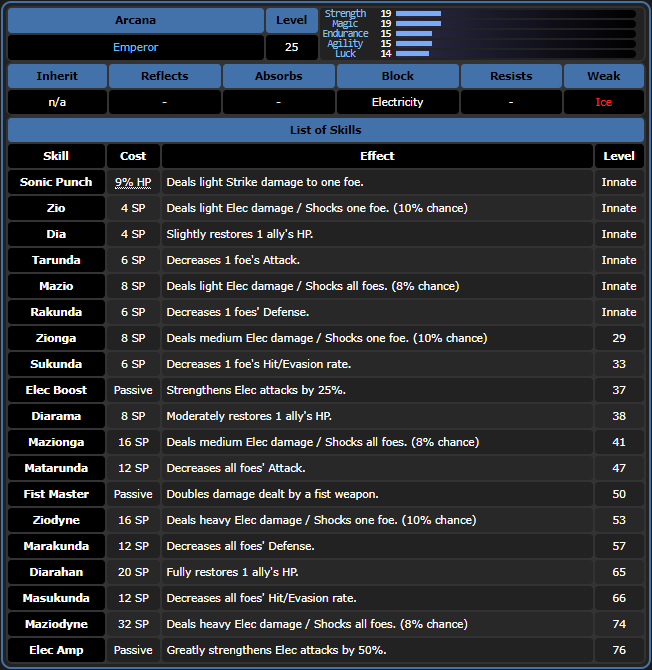 Arcana Level
Emperor 25
Strength 19
Magic 19
Endurance 15
Agility 15
Luck 14
Inherit Reflects Absorbs Block Resists Weak
n/a - - Electricity - Ice
List of Skills
Skill Cost Effect Level
Sonic Punch 9% HP Deals light Strike damage to one foe. Innate
Zio 4 SP Deals light Elec damage / Shocks one foe. (10% chance) Innate
Dia 4 SP Slightly restores 1 ally's HP. Innate
Tarunda 6 SP Decreases 1 foe's Attack. Innate
Mazio 8 SP Deals light Elec damage / Shocks all foes. (8% chance) Innate
Rakunda 6 SP Decreases 1 foes' Defense. Innate
Zionga 8 SP Deals medium Elec damage / Shocks one foe. (10% chance) 29
Sukunda 6 SP Decreases 1 foe's Hit/Evasion rate. 33
Elec Boost Passive Strengthens Elec attacks by 25%. 37
Diarama 8 SP Moderately restores 1 ally's HP. 38
Mazionga 16 SP Deals medium Elec damage / Shocks all foes. (8% chance) 41
Matarunda 12 SP Decreases all foes' Attack. 47
Fist Master Passive Doubles damage dealt by a fist weapon. 50
Ziodyne 16 SP Deals heavy Elec damage / Shocks one foe. (10% chance) 53
Marakunda 12 SP Decreases all foes' Defense. 57
Diarahan 20 SP Fully restores 1 ally's HP. 65
Masukunda 12 SP Decreases all foes' Hit/Evasion rate. 66
Maziodyne 32 SP Deals heavy Elec damage / Shocks all foes. (8% chance) 74
Elec Amp Passive Greatly strengthens Elec attacks by 50%. 76